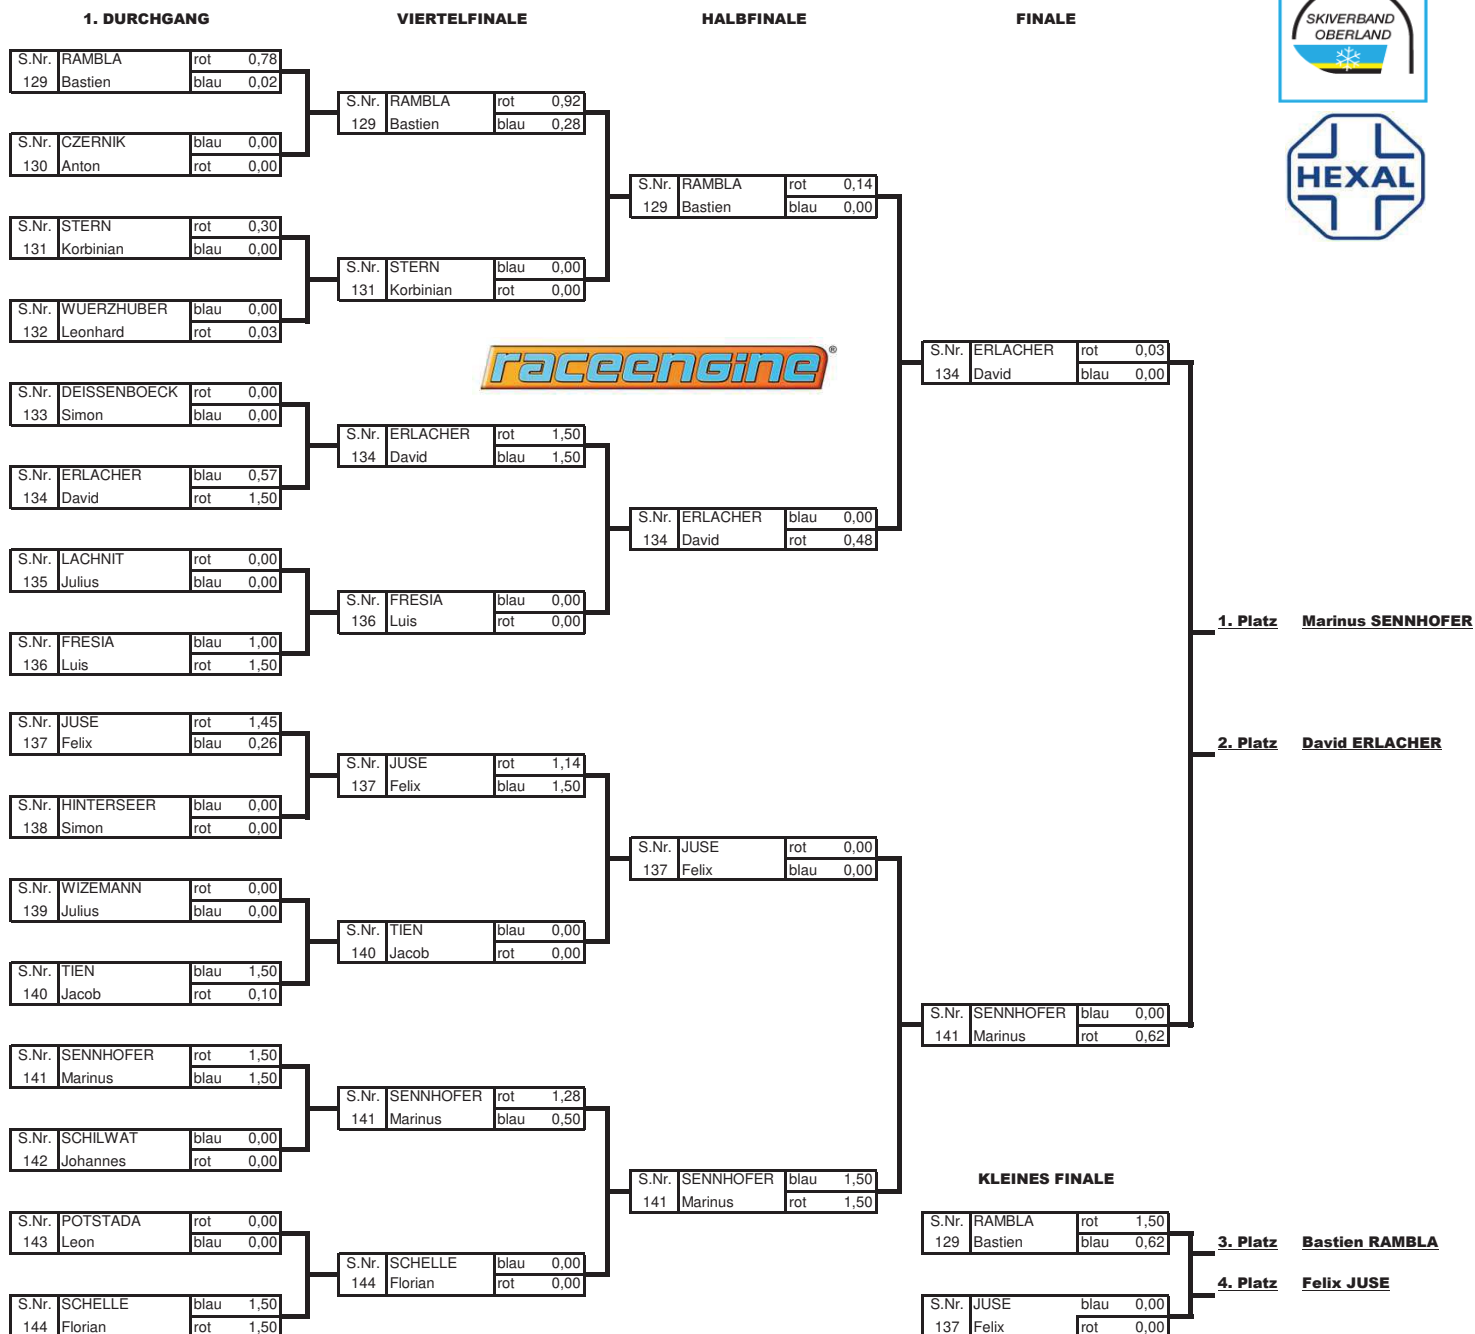 1. DURCHGANG VIERTELFINALE HALBFINALE FINALE
SKIVERBAND
OBERLAND
HEXAL
S.Nr. RAMBLA rot 0,78
129 Bastien blau 0,02
S.Nr. CZERNIK blau 0,00
130 Anton rot 0,00
S.Nr. STERN rot 0,30
131 Korbinian blau 0,00
S.Nr. WUERZHUBER blau 0,00
132 Leonhard rot 0,03
S.Nr. DEISSENBOECK rot 0,00
133 Simon blau 0,00
S.Nr. ERLACHER blau 0,57
134 David rot 1,50
S.Nr. LACHNIT rot 0,00
135 Julius blau 0,00
S.Nr. FRESIA blau 1,00
136 Luis rot 1,50
S.Nr. JUSE rot 1,45
137 Felix blau 0,26
S.Nr. HINTERSEER blau 0,00
138 Simon rot 0,00
S.Nr. WIZEMANN rot 0,00
139 Julius blau 0,00
S.Nr. TIEN blau 1,50
140 Jacob rot 0,10
S.Nr. SENNHOFER rot 1,50
141 Marinus blau 1,50
S.Nr. SCHILWAT blau 0,00
142 Johannes rot 0,00
S.Nr. POTSTADA rot 0,00
143 Leon blau 0,00
S.Nr. SCHELLE blau 1,50
144 Florian rot 1,50
S.Nr. RAMBLA rot 0,92
129 Bastien blau 0,28
S.Nr. STERN blau 0,00
131 Korbinian rot 0,00
S.Nr. ERLACHER rot 1,50
134 David blau 1,50
S.Nr. FRESIA blau 0,00
136 Luis rot 0,00
S.Nr. JUSE rot 1,14
137 Felix blau 1,50
S.Nr. TIEN blau 0,00
140 Jacob rot 0,00
S.Nr. SENNHOFER rot 1,28
141 Marinus blau 0,50
S.Nr. SCHELLE blau 0,00
144 Florian rot 0,00
raceengine®
S.Nr. RAMBLA rot 0,14
129 Bastien blau 0,00
S.Nr. ERLACHER blau 0,00
134 David rot 0,48
S.Nr. JUSE rot 0,00
137 Felix blau 0,00
S.Nr. SENNHOFER blau 1,50
141 Marinus rot 1,50
S.Nr. ERLACHER rot 0,03
134 David blau 0,00
S.Nr. SENNHOFER blau 0,00
141 Marinus rot 0,62
1. Platz Marinus SENNHOFER
2. Platz David ERLACHER
KLEINES FINALE
S.Nr. RAMBLA rot 1,50
129 Bastien blau 0,62
S.Nr. JUSE blau 0,00
137 Felix rot 0,00
3. Platz Bastien RAMBLA
4. Platz Felix JUSE